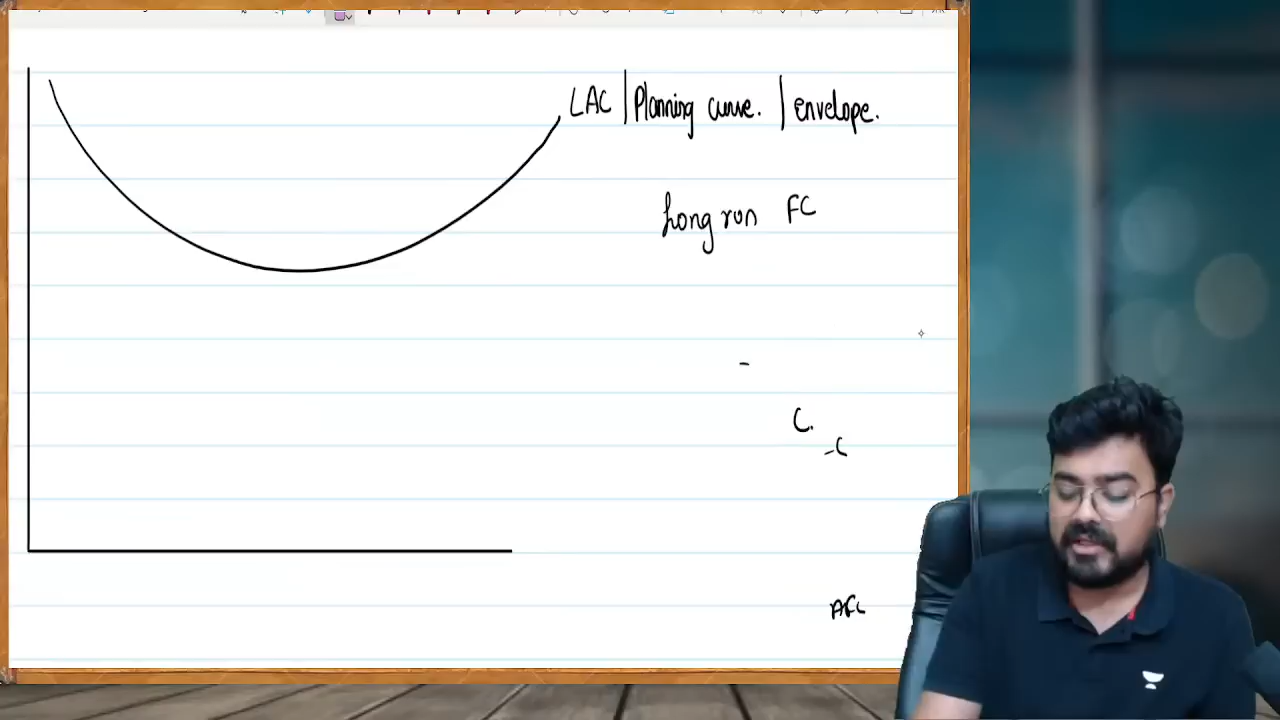 LAC | Planning curve. | envelope.
Long run FC
-
C.
-C
AFC